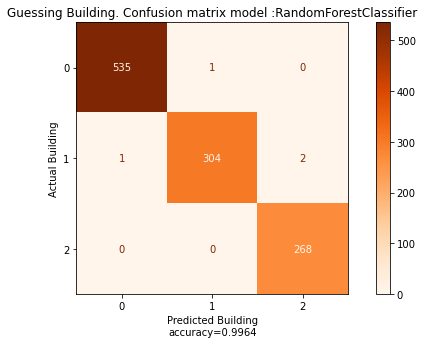 Guessing Building. Confusion matrix model :RandomForestClassifier
0 535 1 0
1 1 304 2
2 0 0 268
0 1 2
Actual Building
Predicted Building
accuracy=0.9964
500
400
300
200
100
0